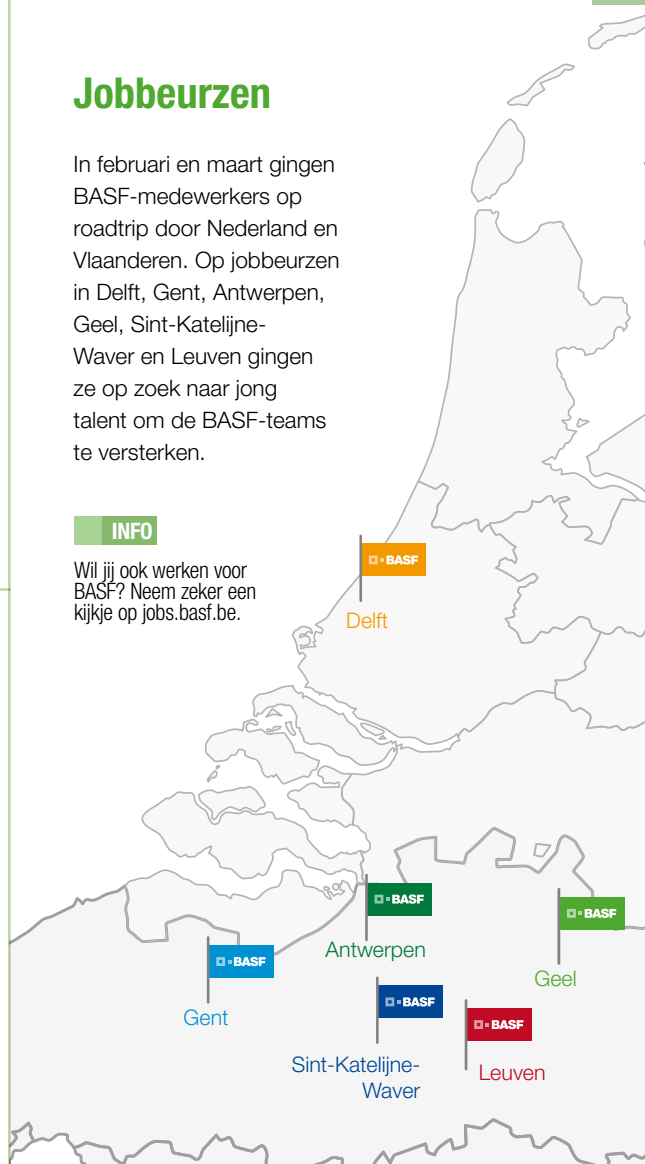 Jobbeurzen
In februari en maart gingen
BASF-medewerkers op
roadtrip door Nederland en
Vlaanderen. Op jobbeurzen
in Delft, Gent, Antwerpen,
Geel, Sint-Katelijne-
Waver en Leuven gingen
ze op zoek naar jong
talent om de BASF-teams
te versterken.
INFO
Wil jij ook werken voor
BASF? Neem zeker een
kijkje op jobs.basf.be.
BASF
Delft
BASF
Antwerpen
BASF
Geel
BASF
Gent
BASF
Sint-Katelijne-
Waver
BASF
Leuven